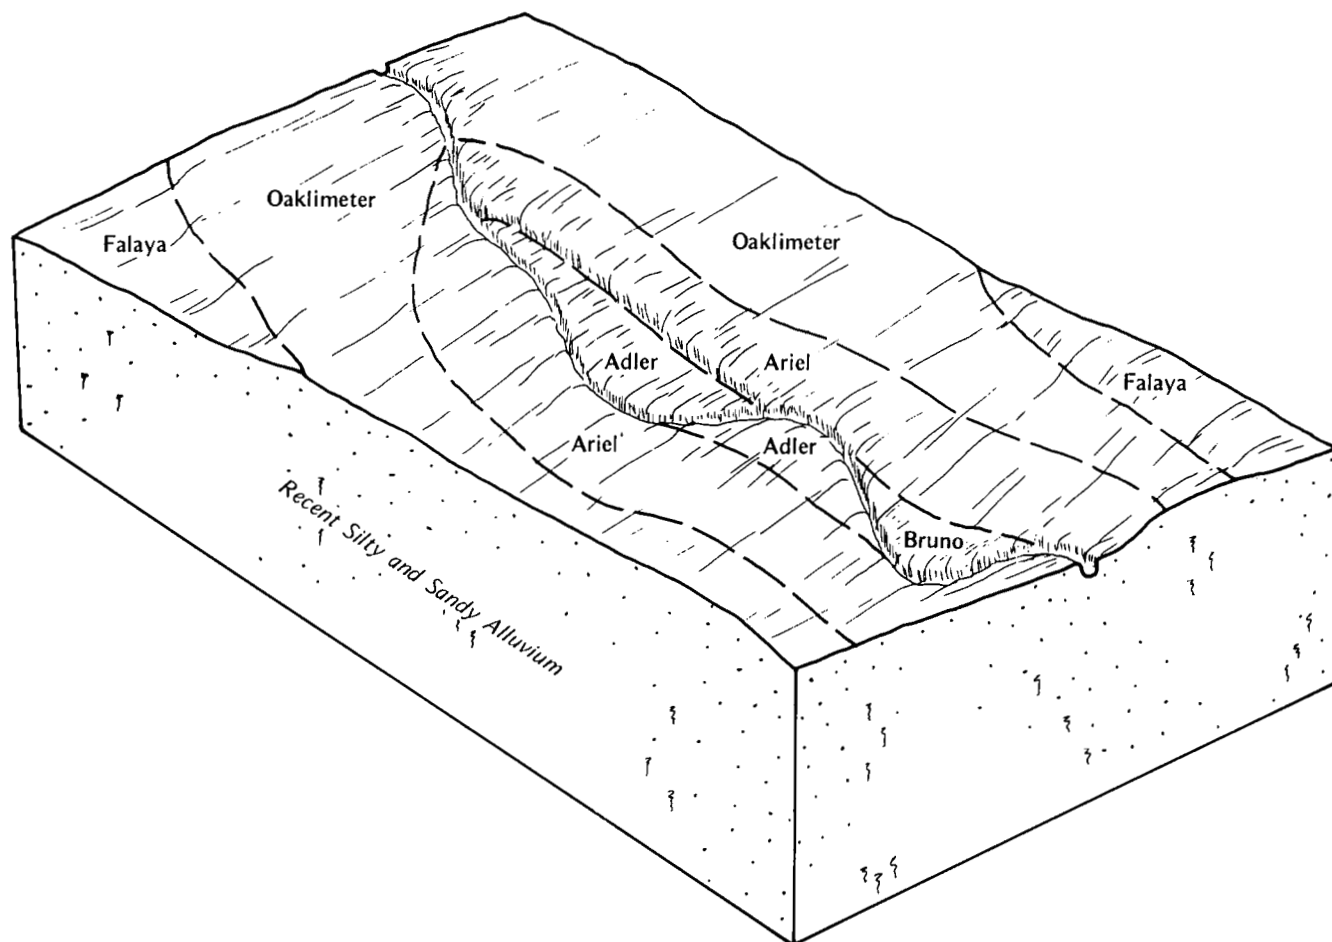 Oaklimeter
Falaya
Oaklimeter
Adler
Ariel
Falaya
Ariel
Adler
Bruno
Recent Silty and Sandy Alluvium